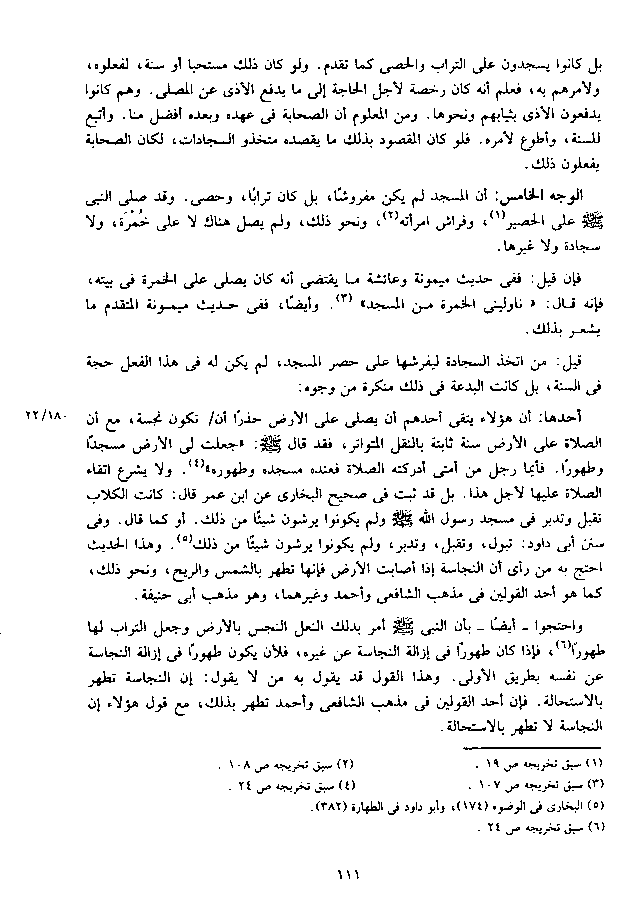 بل كانوا يسجدون على التراب والحصى كما تقدم. ولو كان ذلك مستحبا أو سنة، لفعلوه،
ولأمرهم به، فعلم أنه كان رخصة لأجل الحاجة إلى ما يدفع الأذى عن المصلى. وهم كانوا
يدفعون الأذى بثيابهم ونحوها. ومن المعلوم أن الصحابة فى عهده وبعده أفضل منا. وأتبع
للسنة، وأطوع لأمره. فلو كان المقصود بذلك ما يقصده متخذو السجادات، لكان الصحابة
يفعلون ذلك.
الوجه الخامس: أن المسجد لم يكن مفروشًا، بل كان ترابًا، وحصى. وقد صلى النبى
ﷺ على الحصير(١)، وفراش امرأته(٢)، ونحو ذلك، ولم يصل هناك لا على خُمْرَة، ولا
سجادة ولا غيرها.
فإن قيل: ففى حديث ميمونة وعائشة ما يقتضى أنه كان يصلى على الخمرة فى بيته،
فإنه قال: « ناولينى الخمرة من المسجد» (٣). وأيضًا، ففى حديث ميمونة المتقدم ما
يشعر بذلك.
قيل: من اتخذ السجادة ليفرشها على حصر المسجد، لم يكن له فى هذا الفعل حجة
فى السنة، بل كانت البدعة فى ذلك منكرة من وجوه:
أحدها: أن هؤلاء يتقى أحدهم أن يصلى على الأرض حذرًا أن/ تكون نجسة، مع أن ٢٢/١٨٠
الصلاة على الأرض سنة ثابتة بالنقل المتواتر، فقد قال ﷺ: «جعلت لى الأرض مسجدًا
وطهورًا. فأيما رجل من أمتى أدركته الصلاة فعنده مسجده وطهوره»(٤). ولا يشرع اتقاء
الصلاة عليها لأجل هذا. بل قد ثبت فى صحيح البخارى عن ابن عمر قال: كانت الكلاب
تقبل وتدبر فى مسجد رسول الله ﷺ ولم يكونوا يرشون شيئًا من ذلك. أو كما قال. وفى
سنن أبى داود: تبول، وتقبل، وتدبر، ولم يكونوا يرشون شيئًا من ذلك(٥). وهذا الحديث
احتج به من رأى أن النجاسة إذا أصابت الأرض فإنها تطهر بالشمس والريح، ونحو ذلك،
كما هو أحد القولين فى مذهب الشافعى وأحمد وغيرهما، وهو مذهب أبى حنيفة.
واحتجوا ـ أيضًا ـ بأن النبى ﷺ أمر بدلك النعل النجس بالأرض وجعل التراب لها
طهورًا(٦)، فإذا كان طهورًا فى إزالة النجاسة عن غيره، فلأن يكون طهورًا فى إزالة النجاسة
عن نفسه بطريق الأولى. وهذا القول قد يقول به من لا يقول: إن النجاسة تطهر
بالاستحالة. فإن أحد القولين فى مذهب الشافعى وأحمد تطهر بذلك، مع قول هؤلاء إن
النجاسة لا تطهر بالاستحالة.
(١) سبق تخريجه ص ١٩ . (٢) سبق تخريجه ص ١٠٨ .
(٣) سبق تخريجه ص ١٠٧ . (٤) سبق تخريجه ص ٢٤ .
(٥) البخارى فى الوضوء (١٧٤)، وأبو داود فى الطهارة (٣٨٢).
(٦) سبق تخريجه ص ٢٤ .
١١١